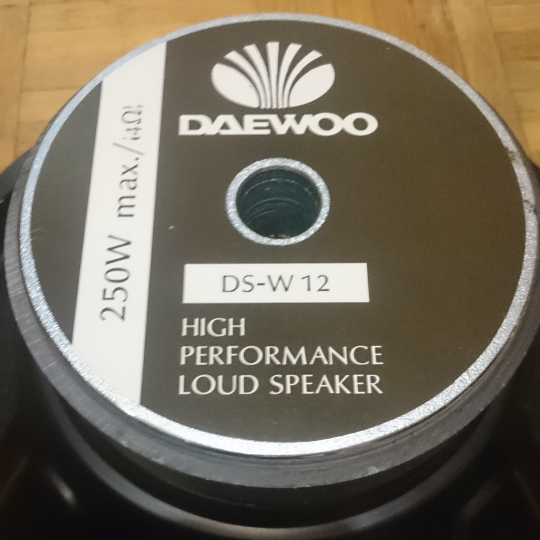 DAEWOO
250W max./¡4Ω!
DS-W 12
HIGH
PERFORMANCE
LOUD SPEAKER